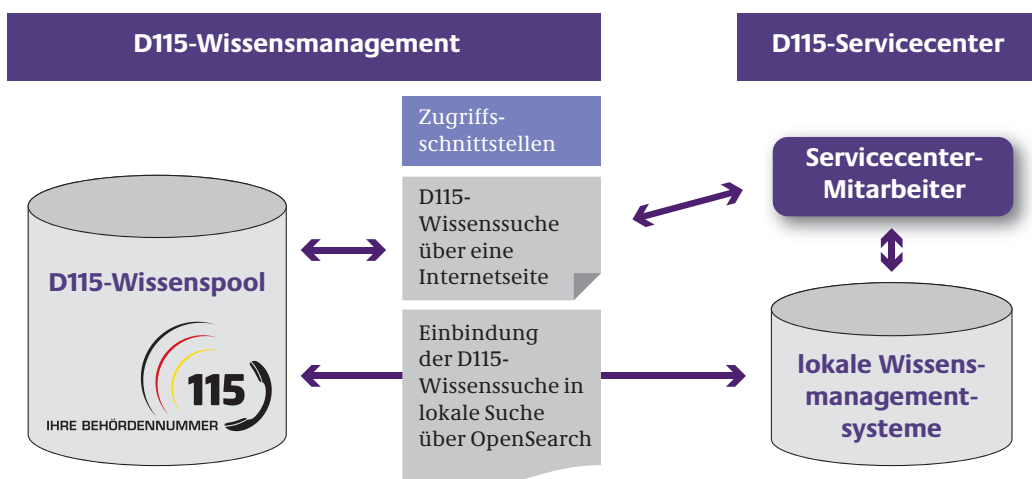 D115-Wissensmanagement
D115-Servicecenter
Zugriffs-
schnittstellen
D115-
Wissenssuche
über eine
Internetseite
Servicecenter-
Mitarbeiter
D115-Wissenspool
115
IHRE BEHÖRDENNUMMER
Einbindung
der D115-
Wissenssuche in
lokale Suche
über OpenSearch
lokale Wissens-
management-
systeme